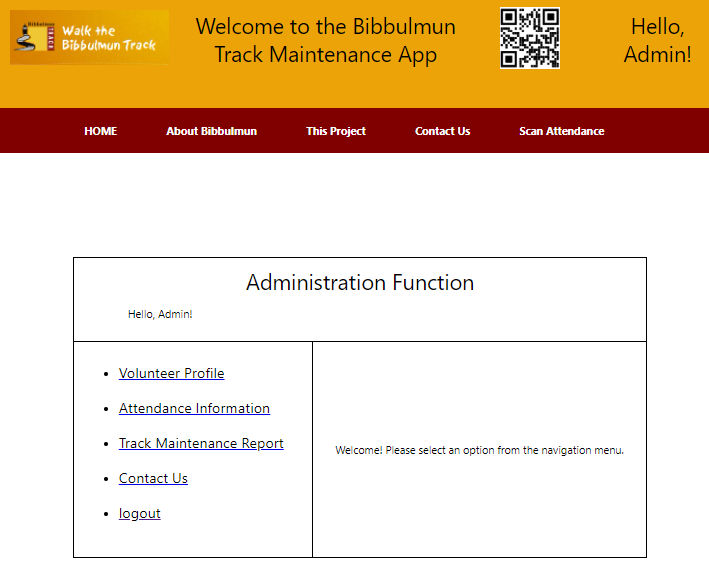 Bibbulmun
TRACK
Walk the
Bibbulmun Track
Welcome to the Bibbulmun
Track Maintenance App
Hello,
Admin!
HOME
About Bibbulmun
This Project
Contact Us
Scan Attendance
Administration Function
Hello, Admin!
Volunteer Profile
Attendance Information
Track Maintenance Report
Contact Us
logout
Welcome! Please select an option from the navigation menu.